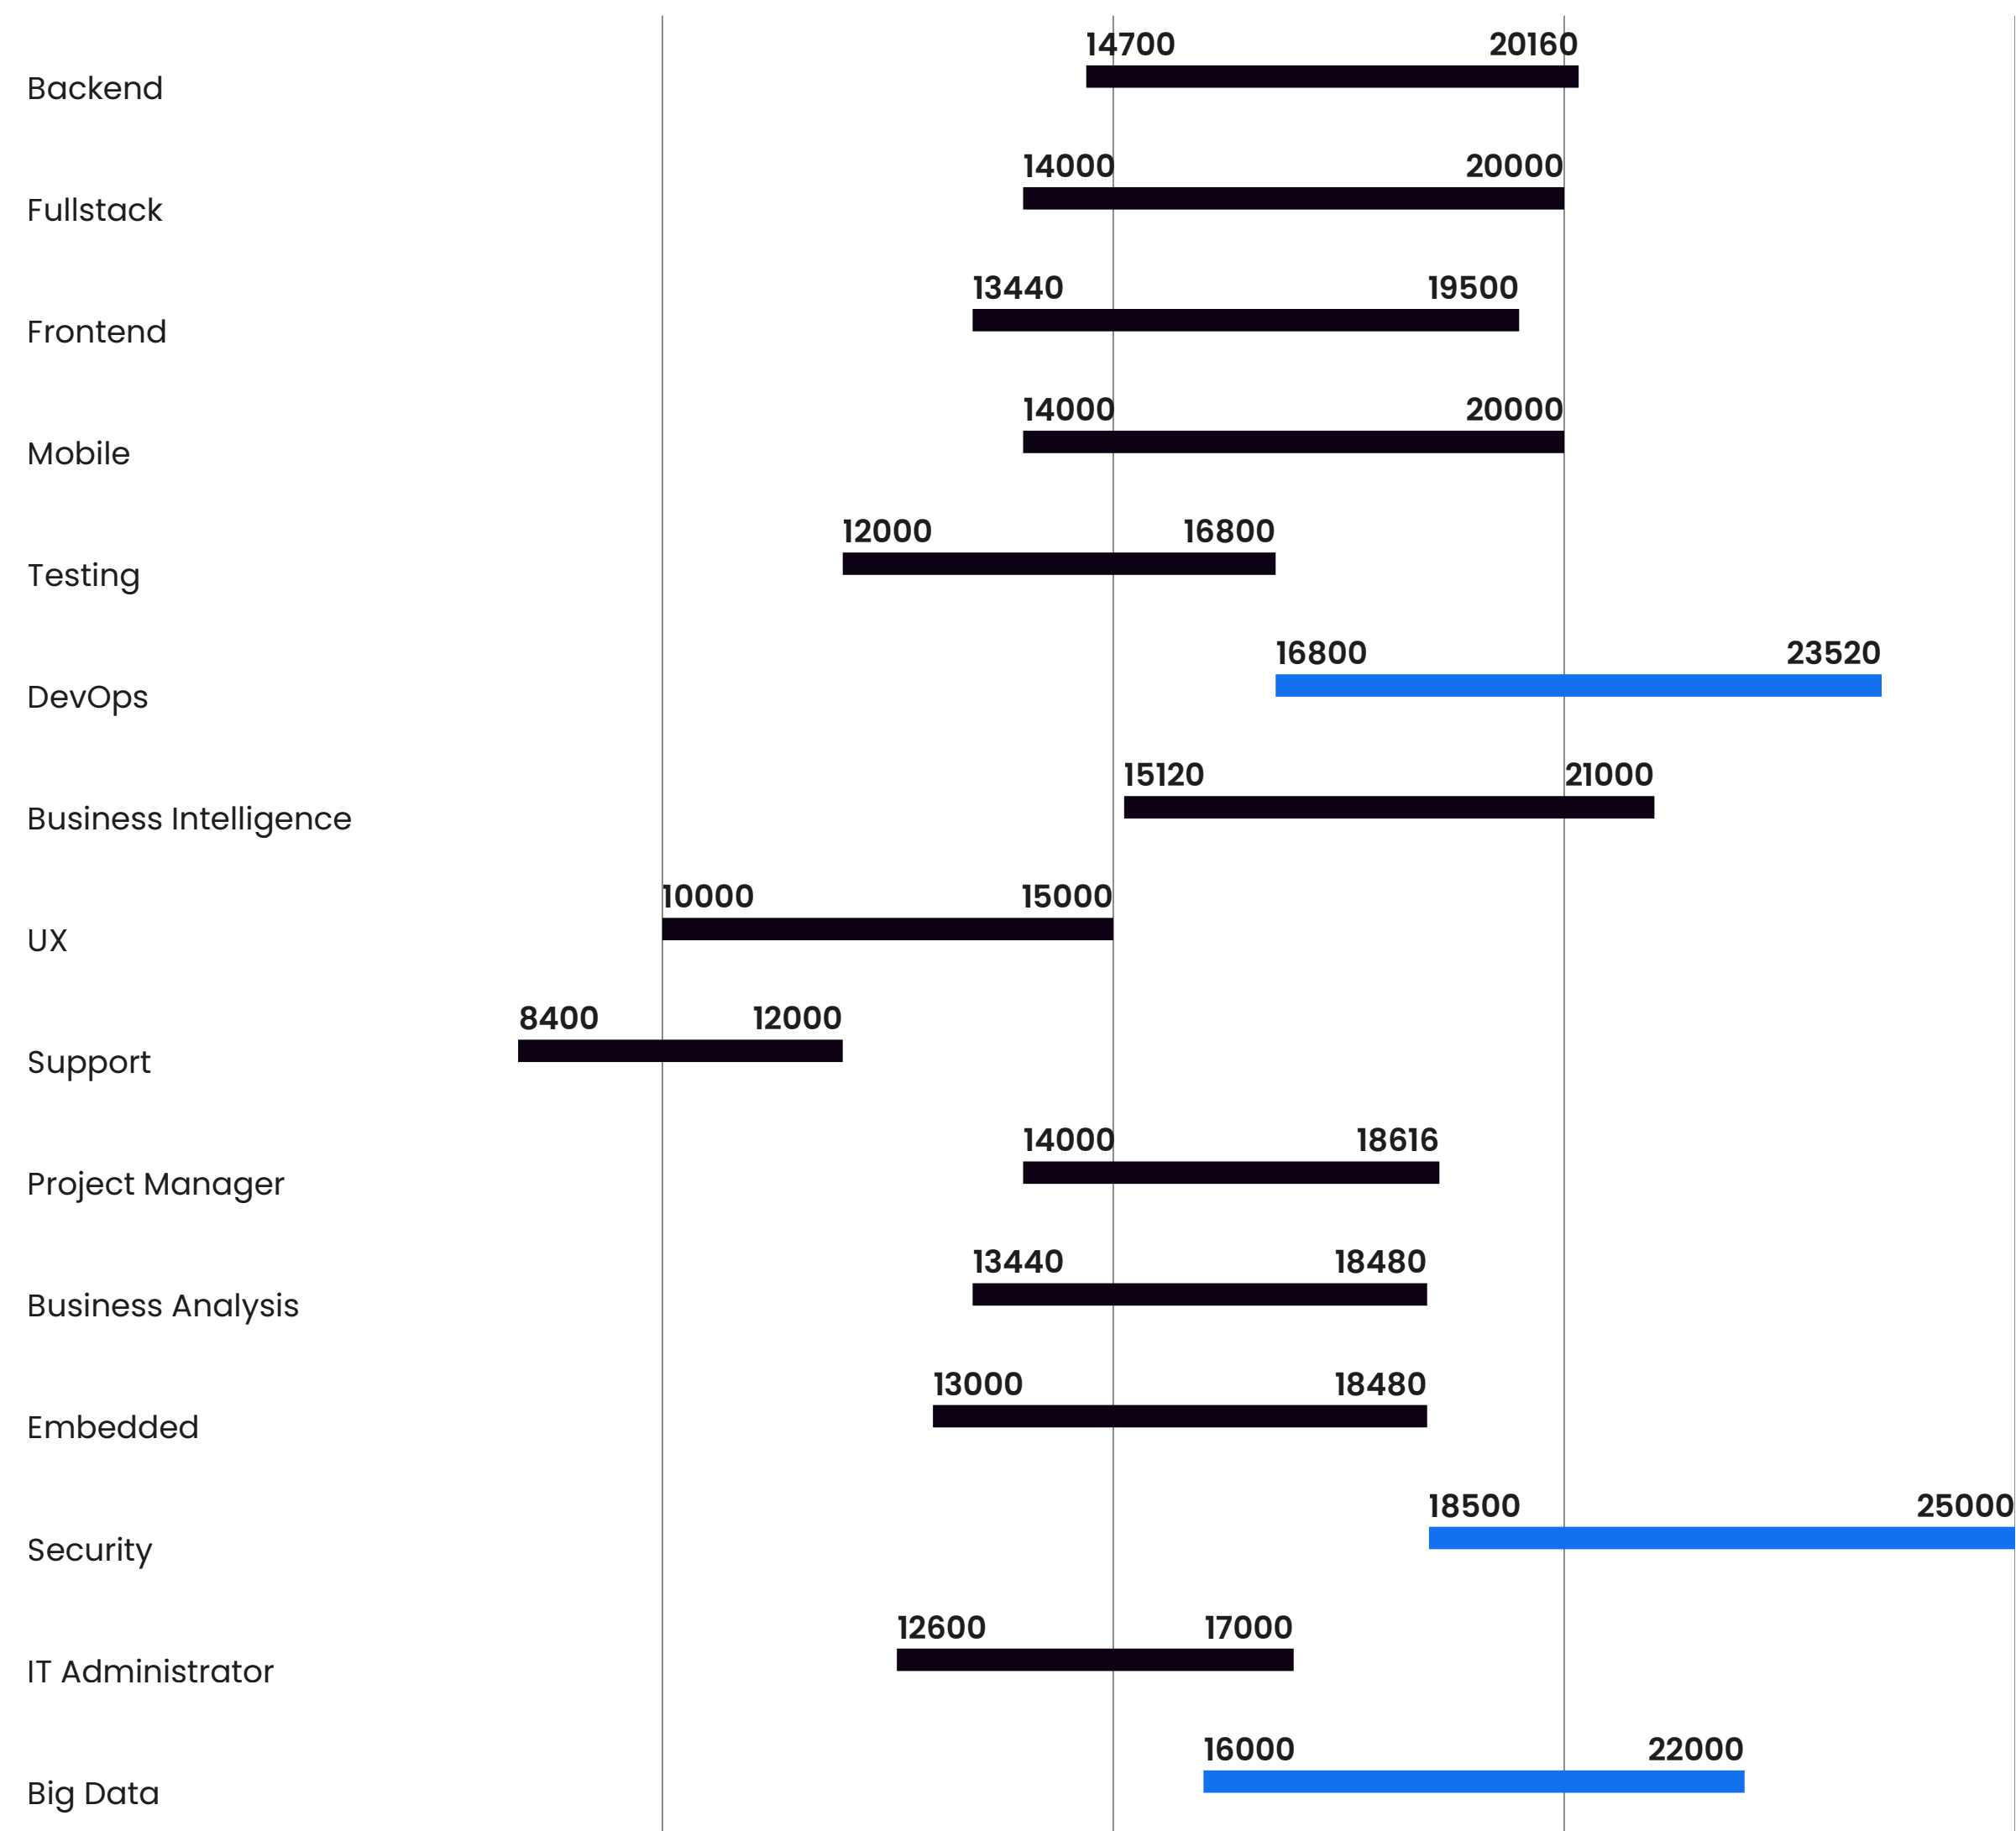 14700 20160
Backend
14000 20000
Fullstack
13440 19500
Frontend
14000 20000
Mobile
12000 16800
Testing
16800 23520
DevOps
15120 21000
Business Intelligence
10000 15000
UX
8400 12000
Support
14000 18616
Project Manager
13440 18480
Business Analysis
13000 18480
Embedded
18500 25000
Security
12600 17000
IT Administrator
16000 22000
Big Data